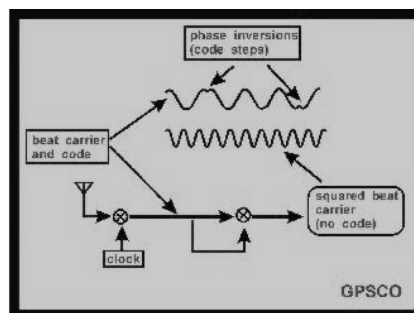 phase inversions
(code steps)
beat carrier
and code
squared beat
carrier
(no code)
clock
GPSCO